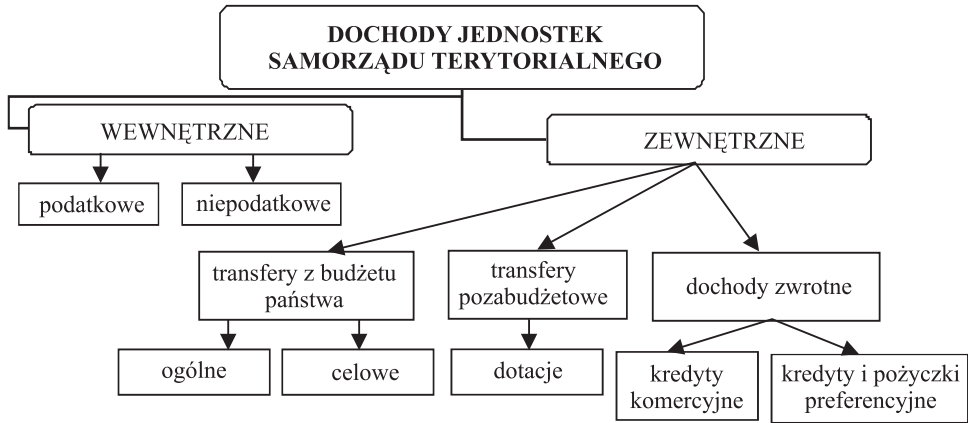 DOCHODY JEDNOSTEK
SAMORZĄDU TERYTORIALNEGO
WEWNĘTRZNE
ZEWNĘTRZNE
podatkowe
niepodatkowe
transfery z budżetu
państwa
transfery
pozabudżetowe
dochody zwrotne
ogólne
celowe
dotacje
kredyty
komercyjne
kredyty i pożyczki
preferencyjne